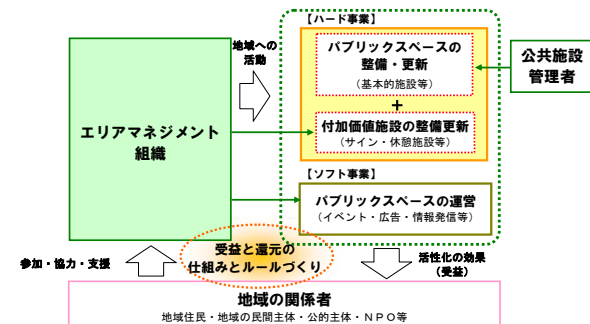 【ハード事業】
地域への
活動
パブリックスペースの
整備・更新
（基本的施設等）
＋
付加価値施設の整備更新
（サイン・休憩施設等）
公共施設
管理者
エリアマネジメント
組織
【ソフト事業】
パブリックスペースの運営
（イベント・広告・情報発信等）
受益と還元の
仕組みとルールづくり
参加・協力・支援
活性化の効果
（受益）
地域の関係者
地域住民・地域の民間主体・公的主体・ＮＰＯ等